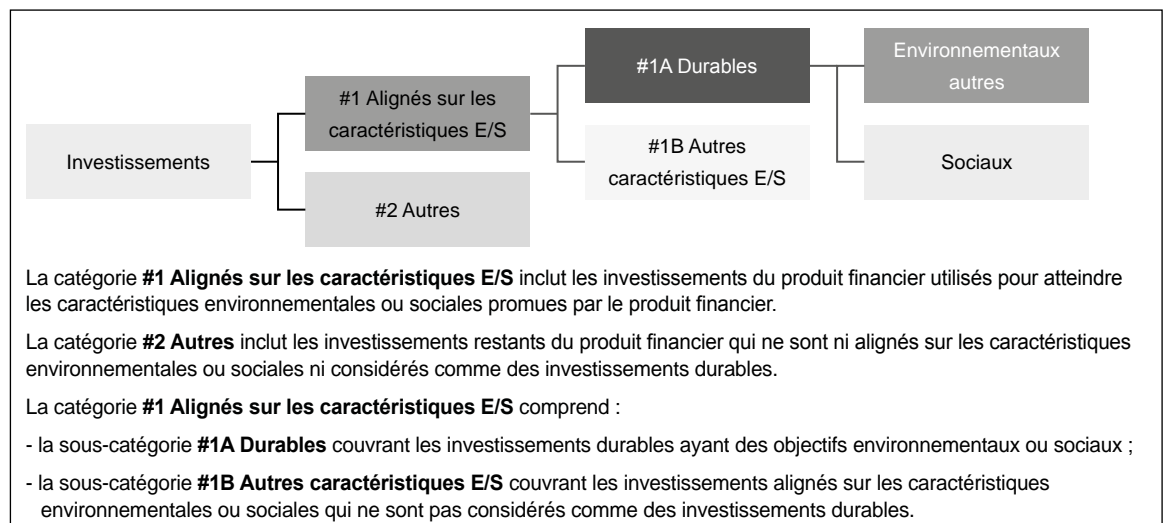 Investissements
#1 Alignés sur les
caractéristiques E/S
#2 Autres
#1A Durables
#1B Autres
caractéristiques E/S
Environnementaux
autres
Sociaux
La catégorie #1 Alignés sur les caractéristiques E/S inclut les investissements du produit financier utilisés pour atteindre
les caractéristiques environnementales ou sociales promues par le produit financier.
La catégorie #2 Autres inclut les investissements restants du produit financier qui ne sont ni alignés sur les caractéristiques
environnementales ou sociales ni considérés comme des investissements durables.
La catégorie #1 Alignés sur les caractéristiques E/S comprend :
- la sous-catégorie #1A Durables couvrant les investissements durables ayant des objectifs environnementaux ou sociaux ;
- la sous-catégorie #1B Autres caractéristiques E/S couvrant les investissements alignés sur les caractéristiques
environnementales ou sociales qui ne sont pas considérés comme des investissements durables.